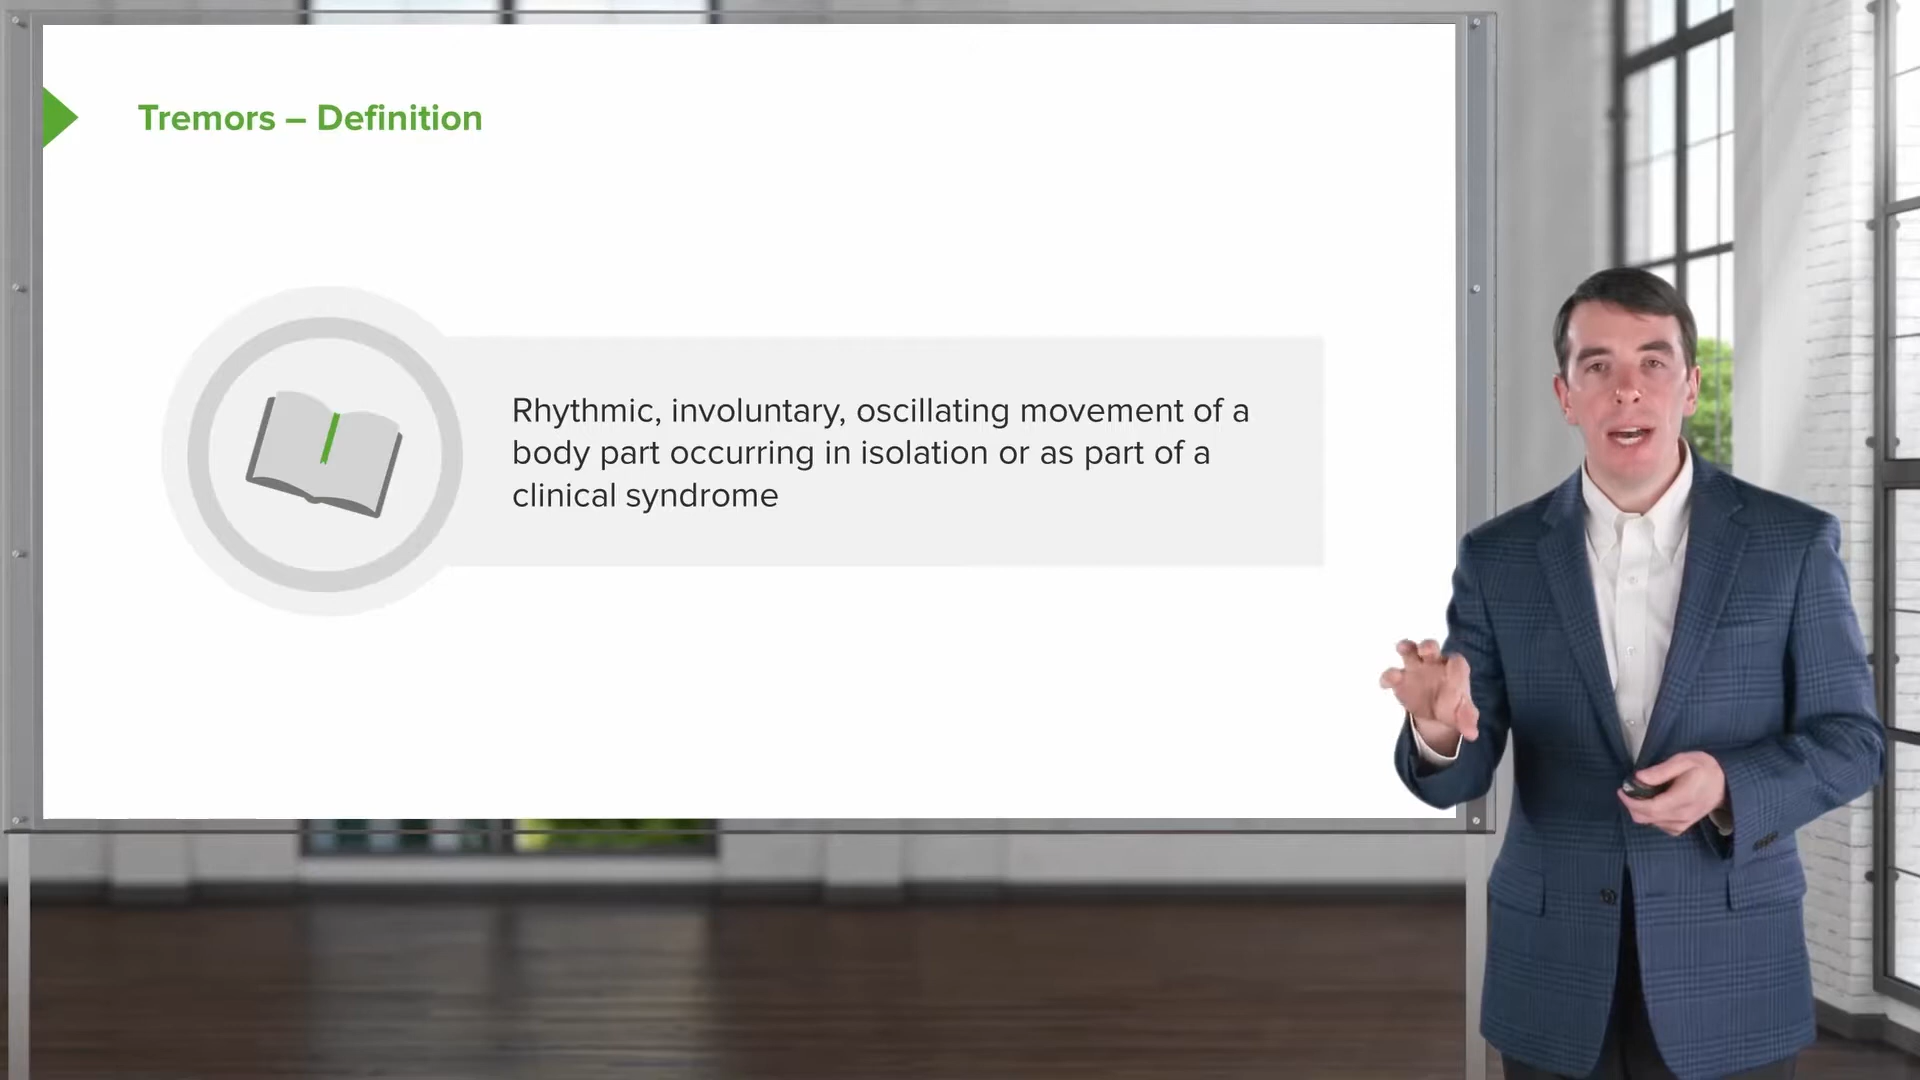 Tremors – Definition
Rhythmic, involuntary, oscillating movement of a
body part occurring in isolation or as part of a
clinical syndrome